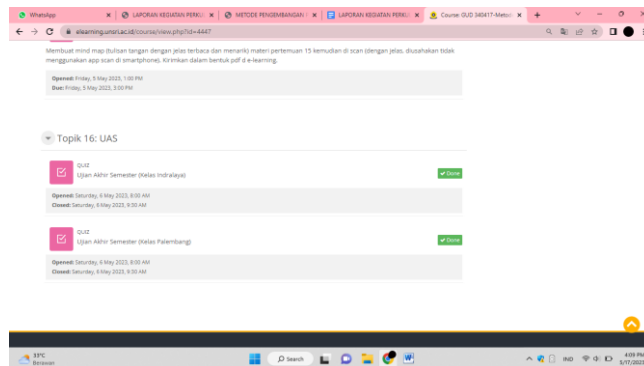 WhatsApp
LAPORAN KEGIATAN PERKU
METODE PENGEMBANGAN
LAPORAN KEGIATAN PERKU
Course: GUD 340417-Metod
elearning.unsri.ac.id/course/view.php?id=4447
Membuat mind map (tulisan tangan dengan jelas terbaca dan menarik) materi pertemuan 15 kemudian di scan (dengan jelas, diusahakan tidak
menggunakan app scan di smartphone). Kirimkan dalam bentuk pdf d e-learning.
Opened: Friday, 5 May 2023, 1:00 PM
Due: Friday, 5 May 2023, 3:00 PM
Topik 16: UAS
QUIZ
Ujian Akhir Semester (Kelas Indralaya)
Done
Opened: Saturday, 6 May 2023, 8:00 AM
Closed: Saturday, 6 May 2023, 9:30 AM
QUIZ
Ujian Akhir Semester (Kelas Palembang)
Done
Opened: Saturday, 6 May 2023, 8:00 AM
Closed: Saturday, 6 May 2023, 9:30 AM
33°C
Berawan
Search
IND
4:09 PM
5/17/2023